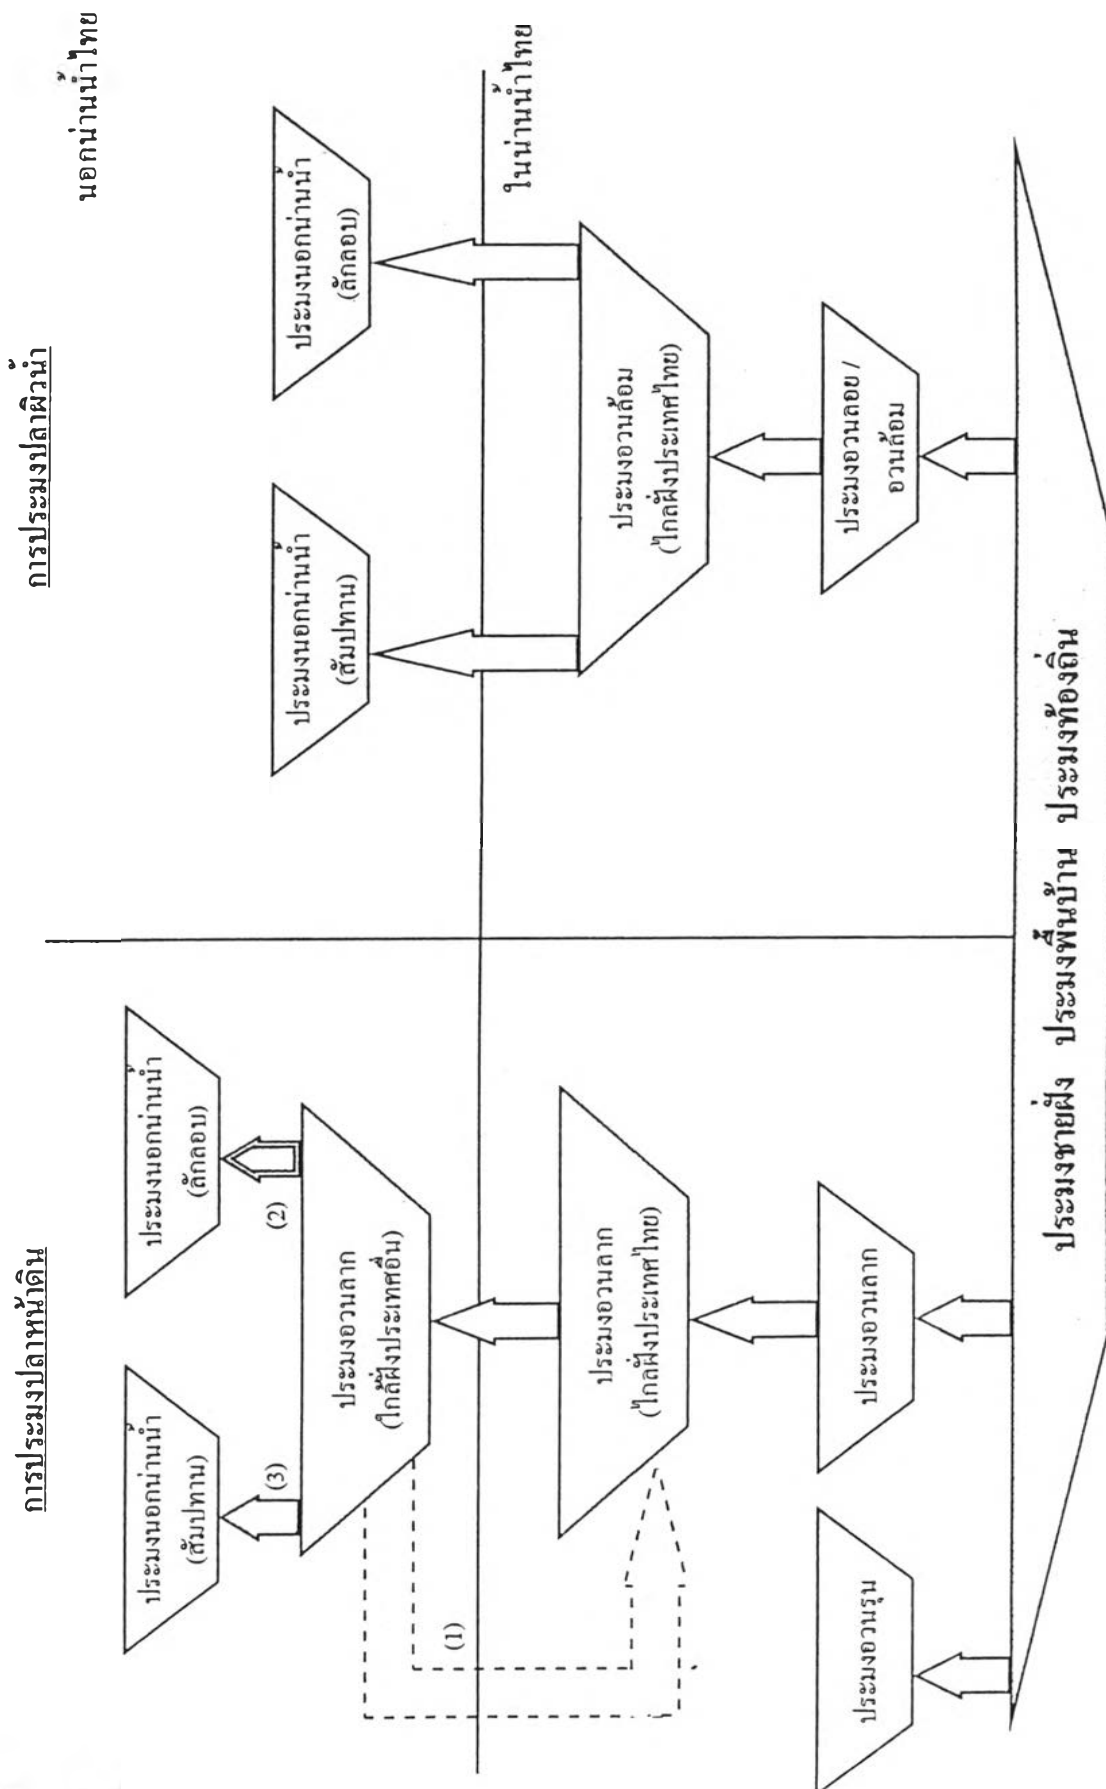 การประมงปลาหน้าดิน
การประมงปลาผิวน้ำ
นอกน่านน้ำไทย
ประมงนอกน่านน้ำ
(สัมปทาน)
ประมงนอกน่านน้ำ
(ลักลอบ)
ประมงนอกน่านน้ำ
(สัมปทาน)
ประมงนอกน่านน้ำ
(ลักลอบ)
(3)
(2)
ประมงอวนลาก
(ใกล้ฝั่งประเทศอื่น)
(1)
ในน่านน้ำไทย
ประมงอวนลาก
(ไกลฝั่งประเทศไทย)
ประมงอวนล้อม
(ไกลฝั่งประเทศไทย)
ประมงอวนรุน
ประมงอวนลาก
ประมงอวนลอย /
อวนล้อม
ประมงชายฝั่ง ประมงพื้นบ้าน ประมงท้องถิ่น